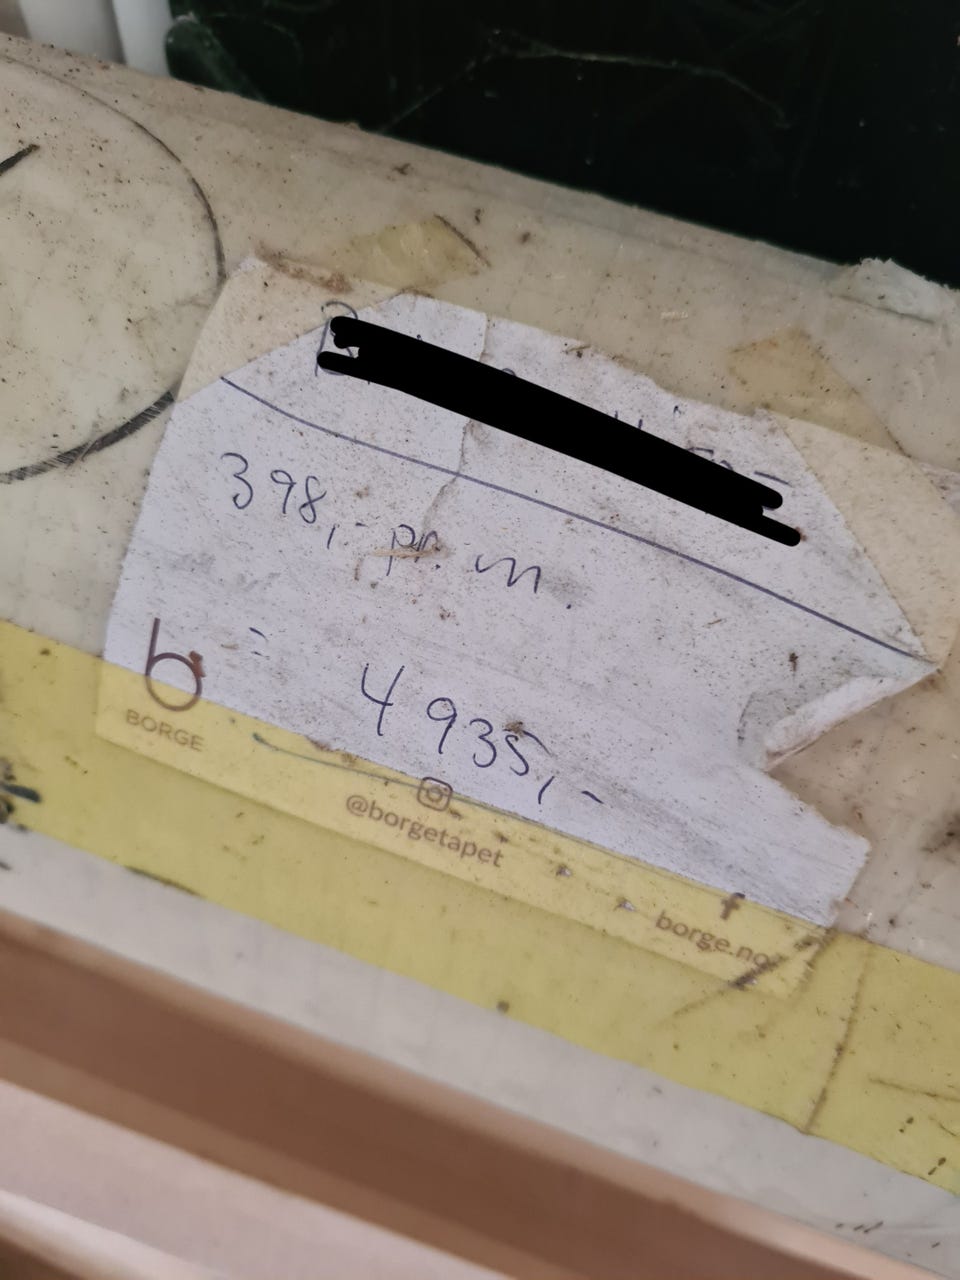 398,- pr. m.
= 4935,-
b
BORGE
@borgetapet
f
borge.no